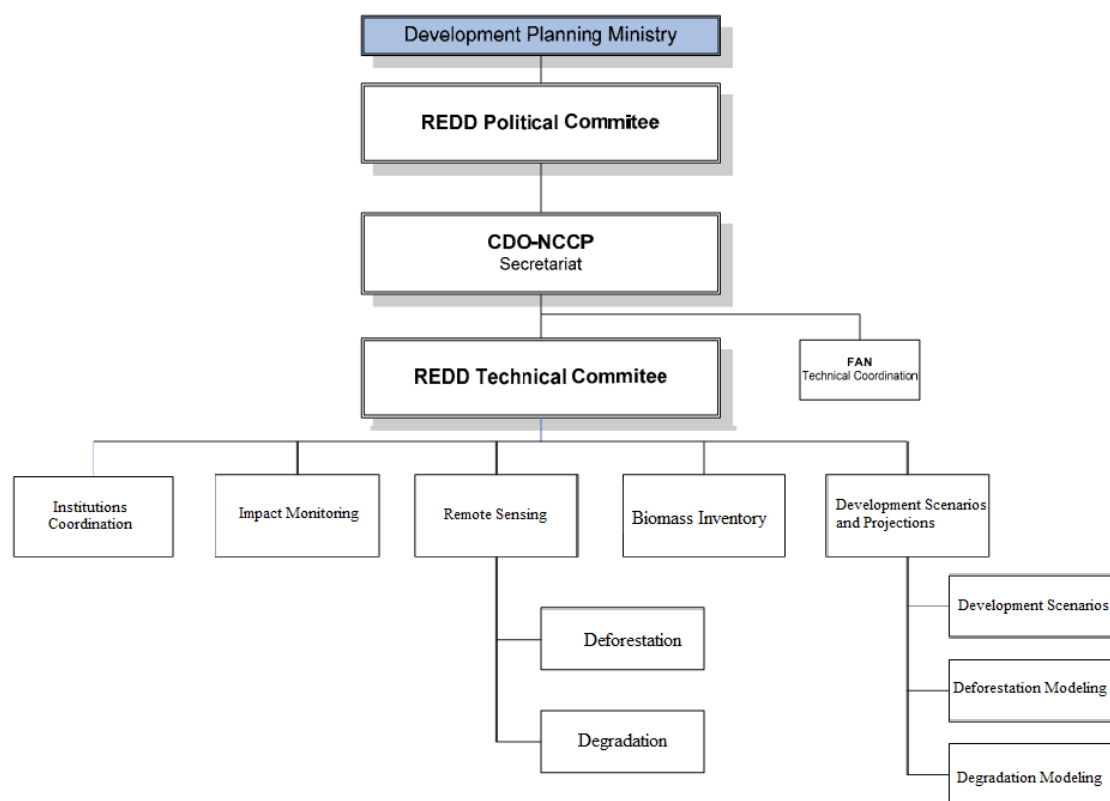 Development Planning Ministry
REDD Political Commitee
CDO-NCCP
Secretariat
REDD Technical Commitee
FAN
Technical Coordination
Institutions
Coordination
Impact Monitoring
Remote Sensing
Biomass Inventory
Development Scenarios
and Projections
Deforestation
Degradation
Development Scenarios
Deforestation Modeling
Degradation Modeling